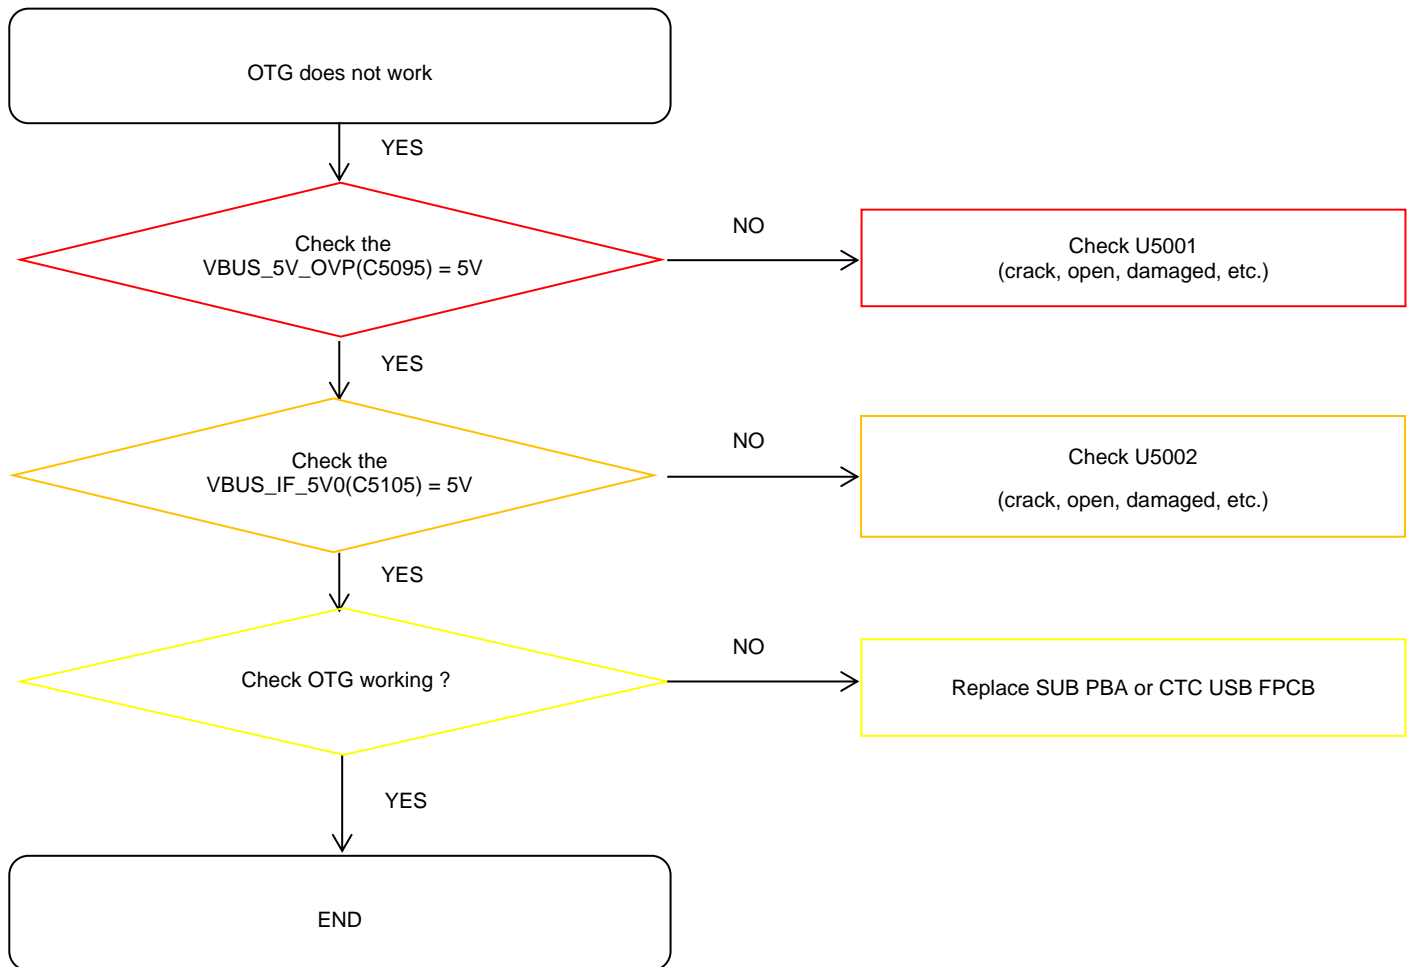 OTG does not work
YES
Check the
VBUS_5V_OVP(C5095) = 5V
NO
Check U5001
(crack, open, damaged, etc.)
YES
Check the
VBUS_IF_5V0(C5105) = 5V
NO
Check U5002
(crack, open, damaged, etc.)
YES
Check OTG working ?
NO
Replace SUB PBA or CTC USB FPCB
YES
END